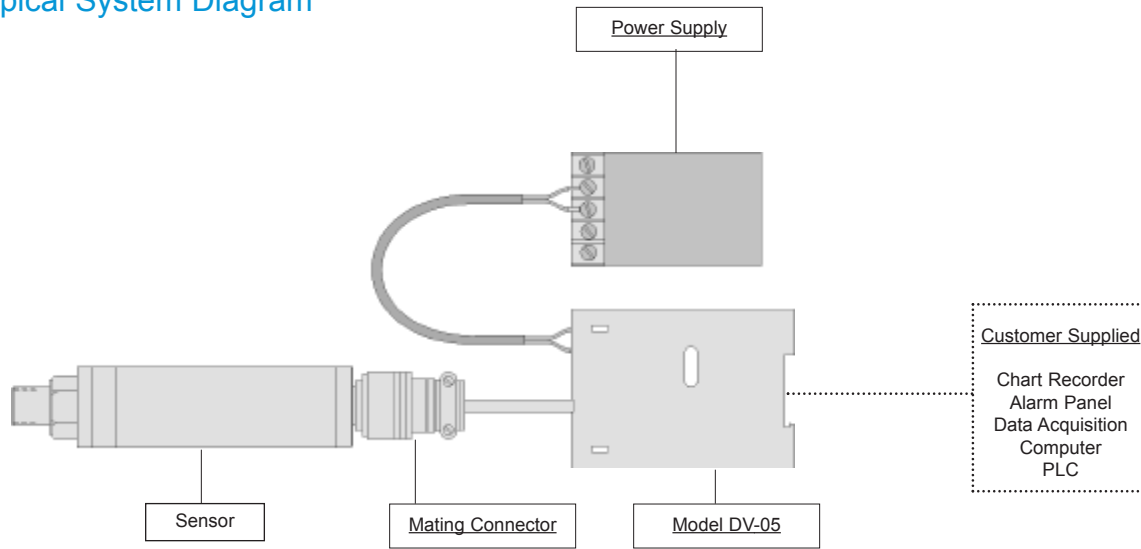 System Diagram
Power Supply
Customer Supplied
Chart Recorder
Alarm Panel
Data Acquisition
Computer
PLC
Sensor
Mating Connector
Model DV-05